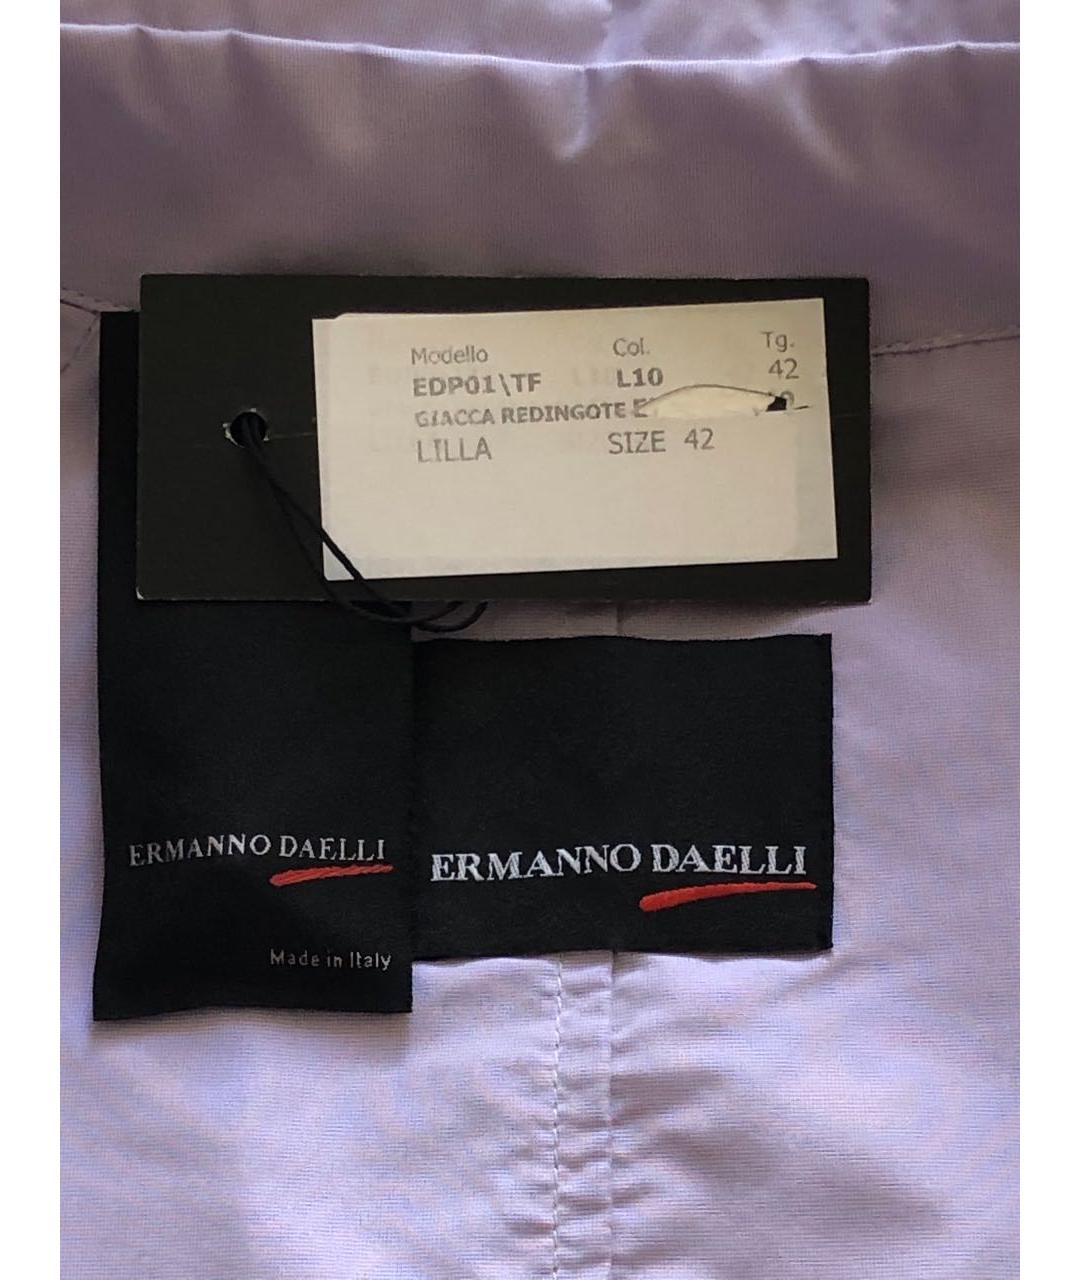 Modello Col. Tg.
EDP01\TF L10 42
GIACCA REDINGOTE
LILLA SIZE 42
ERMANNO DAELLI
Made in Italy
ERMANNO DAELLI